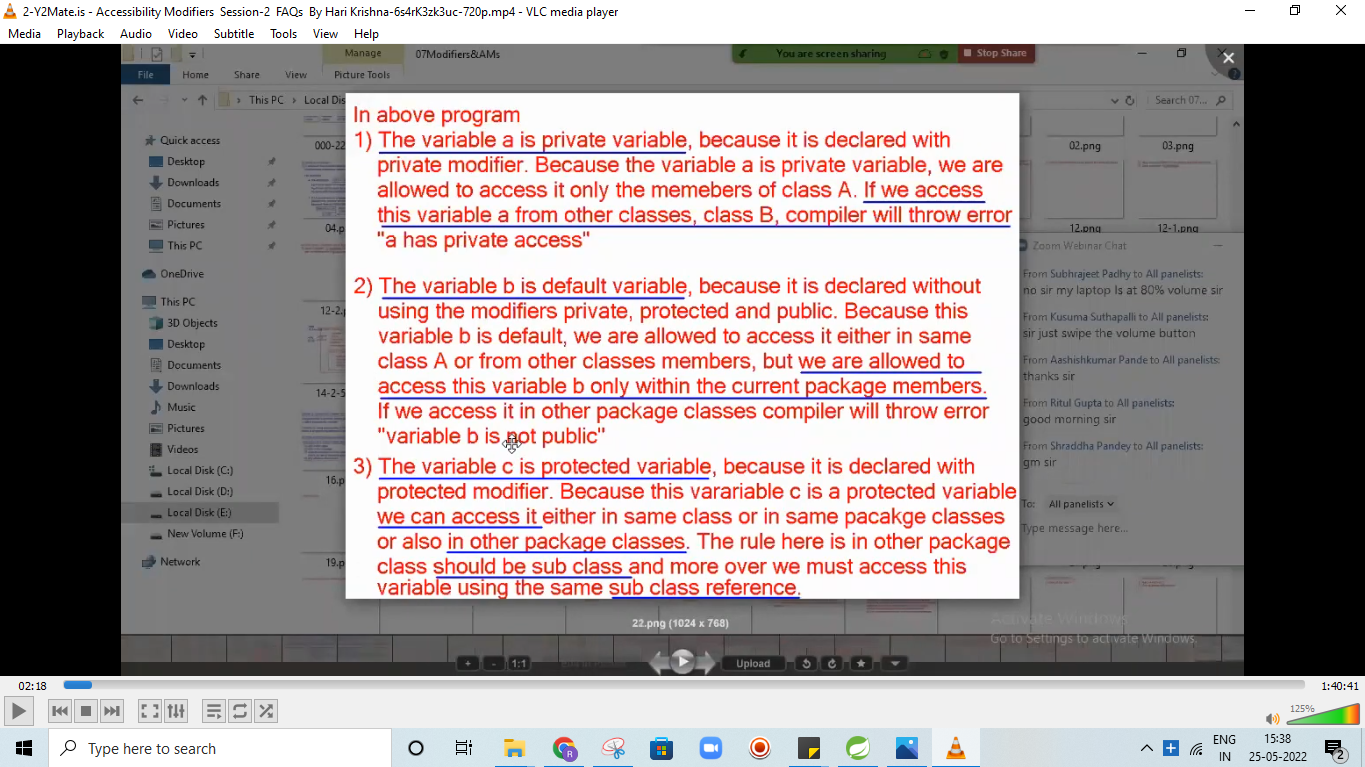 2-Y2Mate.is - Accessibility Modifiers Session-2 FAQs By Hari Krishna-6s4rK3zk3uc-720p.mp4 - VLC media player
Media Playback Audio Video Subtitle Tools View Help
Manage 07Modifiers&AMs You are screen sharing Stop Share
File Home Share View Picture Tools
This PC Local Dis Search 07...
Quick access
Desktop
Downloads
Documents
Pictures
This PC
OneDrive
This PC
3D Objects
Desktop
Documents
Downloads
Music
Pictures
Videos
Local Disk (C:)
Local Disk (D:)
Local Disk (E:)
New Volume (F:)
Network
000-22
04.p
12-2.p
14-2-5
16.p
19.p
In above program
1) The variable a is private variable, because it is declared with
private modifier. Because the variable a is private variable, we are
allowed to access it only the memebers of class A. If we access
this variable a from other classes, class B, compiler will throw error
"a has private access"
2) The variable b is default variable, because it is declared without
using the modifiers private, protected and public. Because this
variable b is default, we are allowed to access it either in same
class A or from other classes members, but we are allowed to
access this variable b only within the current package members.
If we access it in other package classes compiler will throw error
"variable b is not public"
3) The variable c is protected variable, because it is declared with
protected modifier. Because this varariable c is a protected variable
we can access it either in same class or in same pacakge classes
or also in other package classes. The rule here is in other package
class should be sub class and more over we must access this
variable using the same sub class reference.
22.png (1024 x 768)
+ - 1:1 Upload
02.png 03.png
12.png 12-1.png
Zoom Webinar Chat
From Subhrajeet Padhy to All panelists:
no sir my laptop Is at 80% volume sir
From Kusuma Suthapalli to All panelists:
sir just swipe the volume button
From Aashishkumar Pande to All panelists:
thanks sir
From Ritul Gupta to All panelists:
good morning sir
From Shraddha Pandey to All panelists:
gm sir
To: All panelists
Type message here...
Activate Windows
Go to Settings to activate Windows.
02:18 1:40:41
125%
Type here to search
ENG
IN
15:38
25-05-2022
2